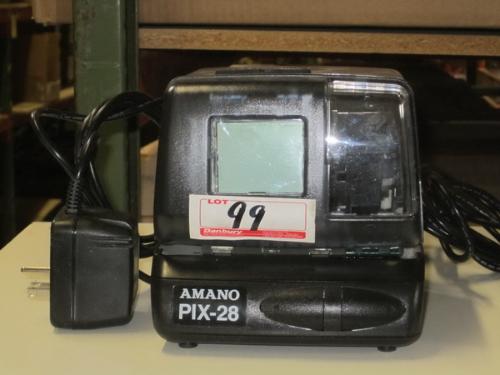 LOT
99
Danbury
AMANO
PIX-28